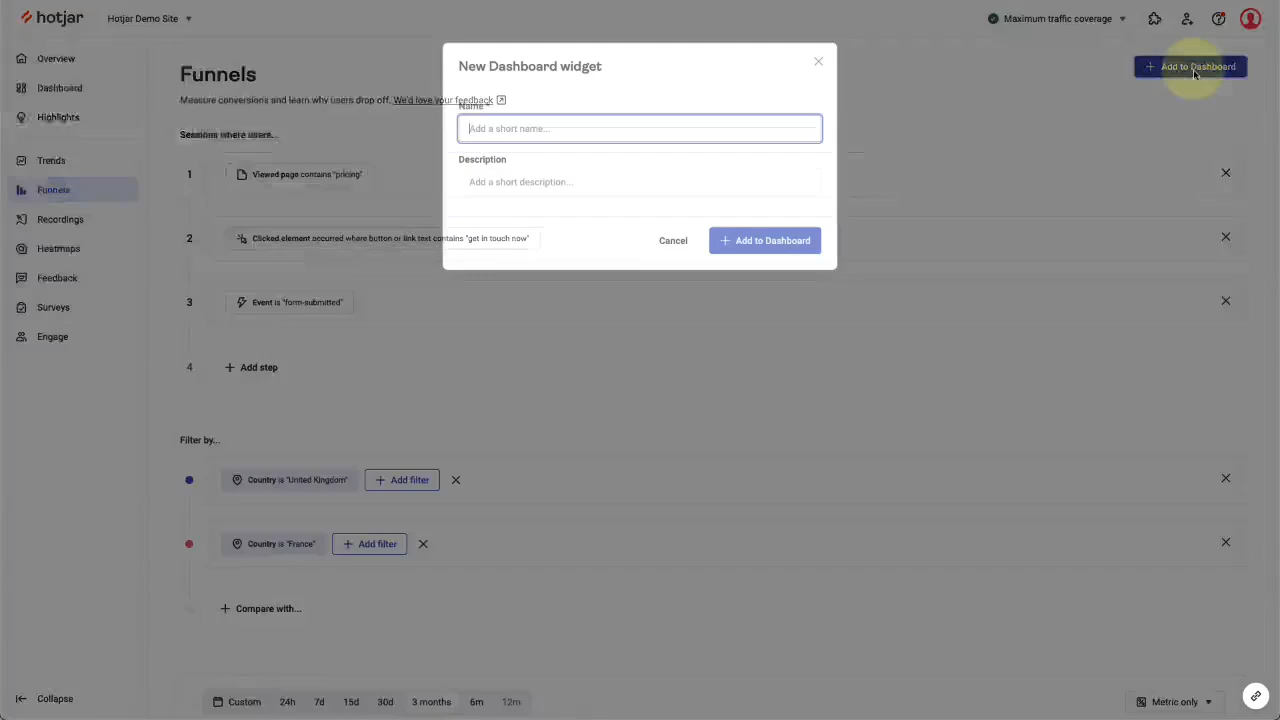 hotjar
Hotjar Demo Site
Maximum traffic coverage
Overview
Dashboard
Highlights
Trends
Funnels
Recordings
Heatmaps
Feedback
Surveys
Engage
Collapse
Funnels
+ Add to Dashboard
Measure conversions and learn why users drop off. We'd love your feedback
Sessions where users...
1 Viewed page contains "pricing"
2 Clicked element occurred where button or link text contains "get in touch now"
3 Event is "form-submitted"
4 + Add step
Filter by...
Country is "United Kingdom" + Add filter
Country is "France" + Add filter
+ Compare with...
Custom 24h 7d 15d 30d 3 months 6m 12m
Metric only
New Dashboard widget
Name *
Add a short name...
Description
Add a short description...
Cancel + Add to Dashboard